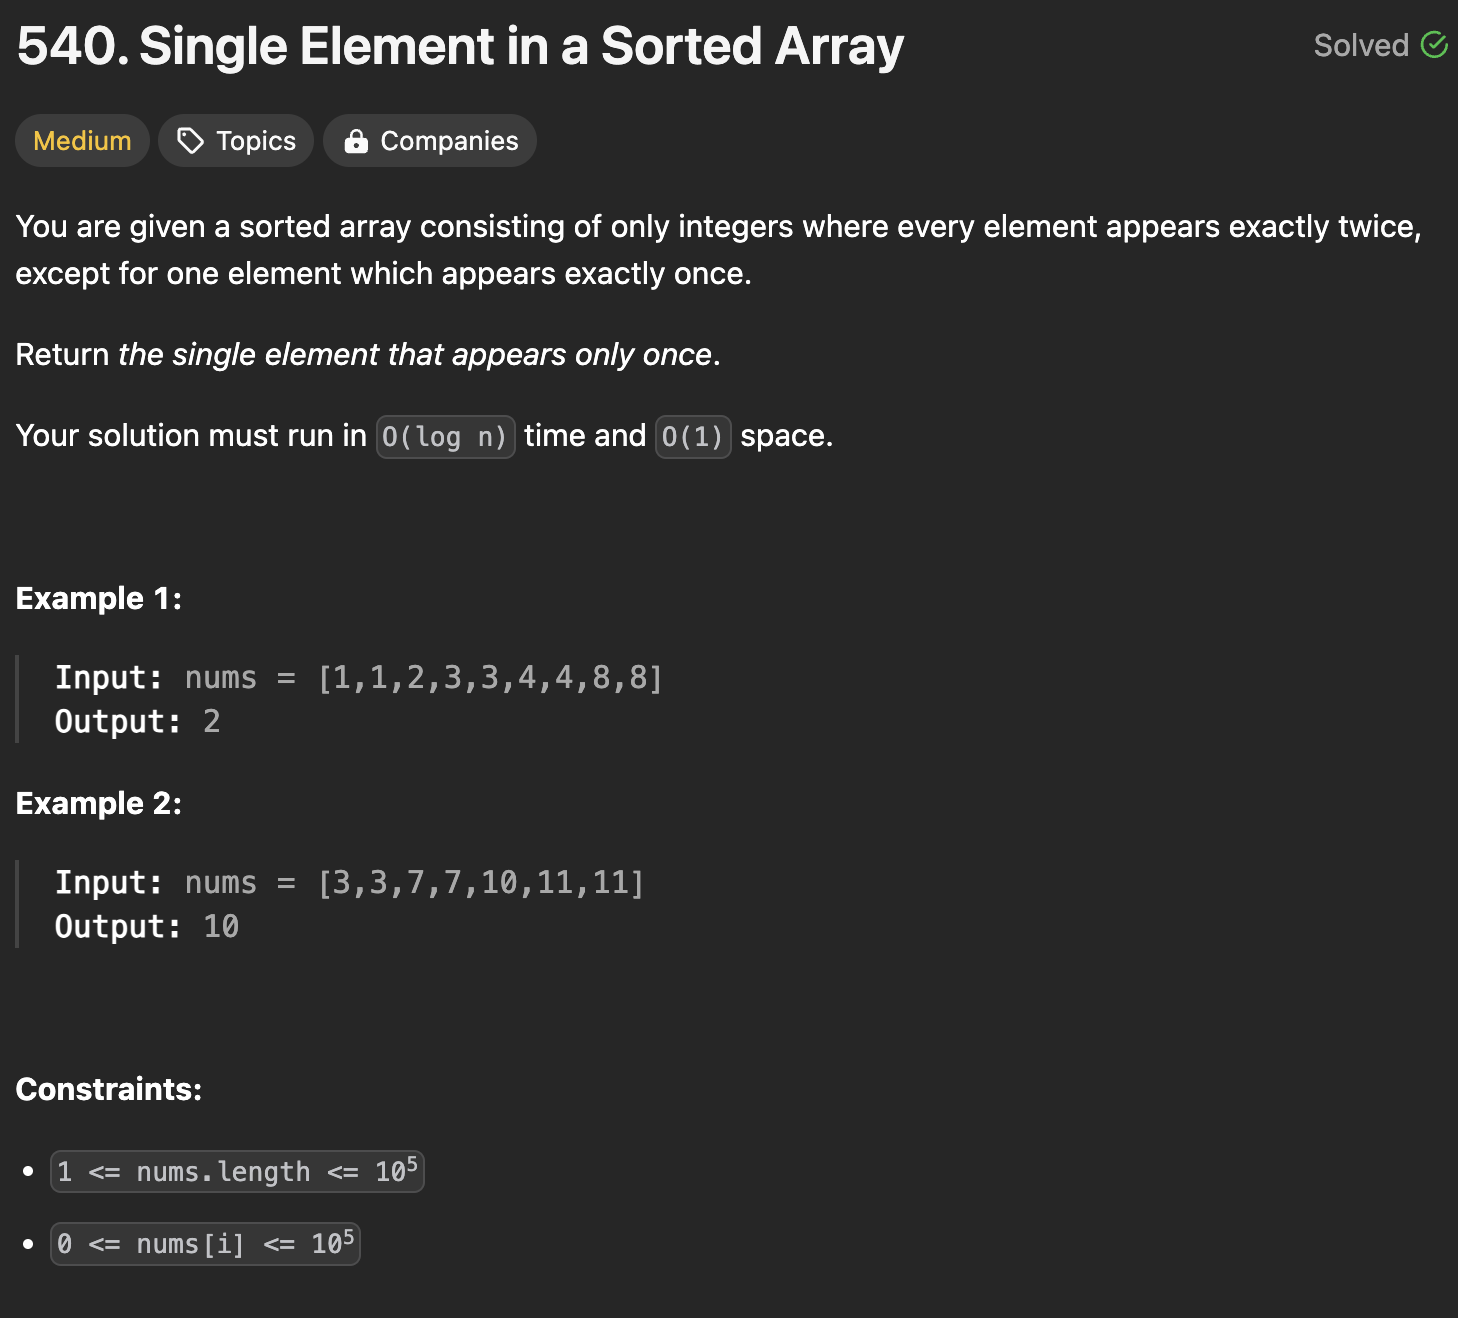 540. Single Element in a Sorted Array
Solved
Medium
Topics
Companies
You are given a sorted array consisting of only integers where every element appears exactly twice,
except for one element which appears exactly once.
Return the single element that appears only once.
Your solution must run in O(log n) time and O(1) space.
Example 1:
Input: nums = [1,1,2,3,3,4,4,8,8]
Output: 2
Example 2:
Input: nums = [3,3,7,7,10,11,11]
Output: 10
Constraints:
• 1 <= nums.length <= 10⁵
• 0 <= nums[i] <= 10⁵